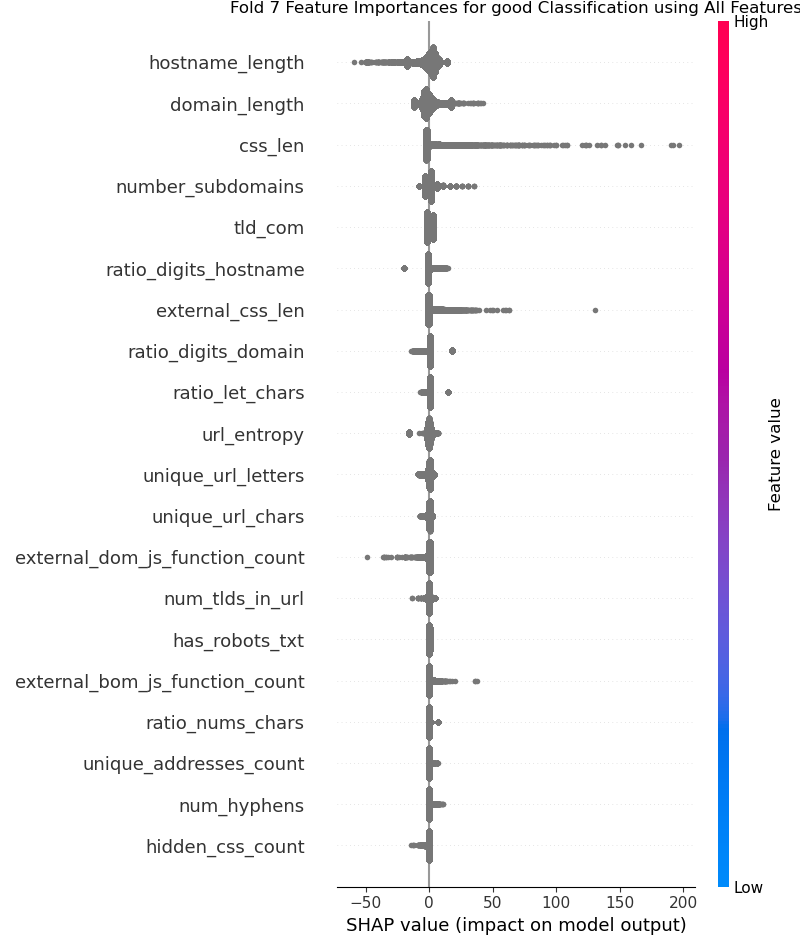 Fold 7 Feature Importances for good Classification using All Features
High
hostname_length
domain_length
css_len
number_subdomains
tld_com
ratio_digits_hostname
external_css_len
ratio_digits_domain
ratio_let_chars
url_entropy
unique_url_letters
unique_url_chars
external_dom_js_function_count
num_tlds_in_url
has_robots_txt
external_bom_js_function_count
ratio_nums_chars
unique_addresses_count
num_hyphens
hidden_css_count
Feature value
Low
−50 0 50 100 150 200
SHAP value (impact on model output)